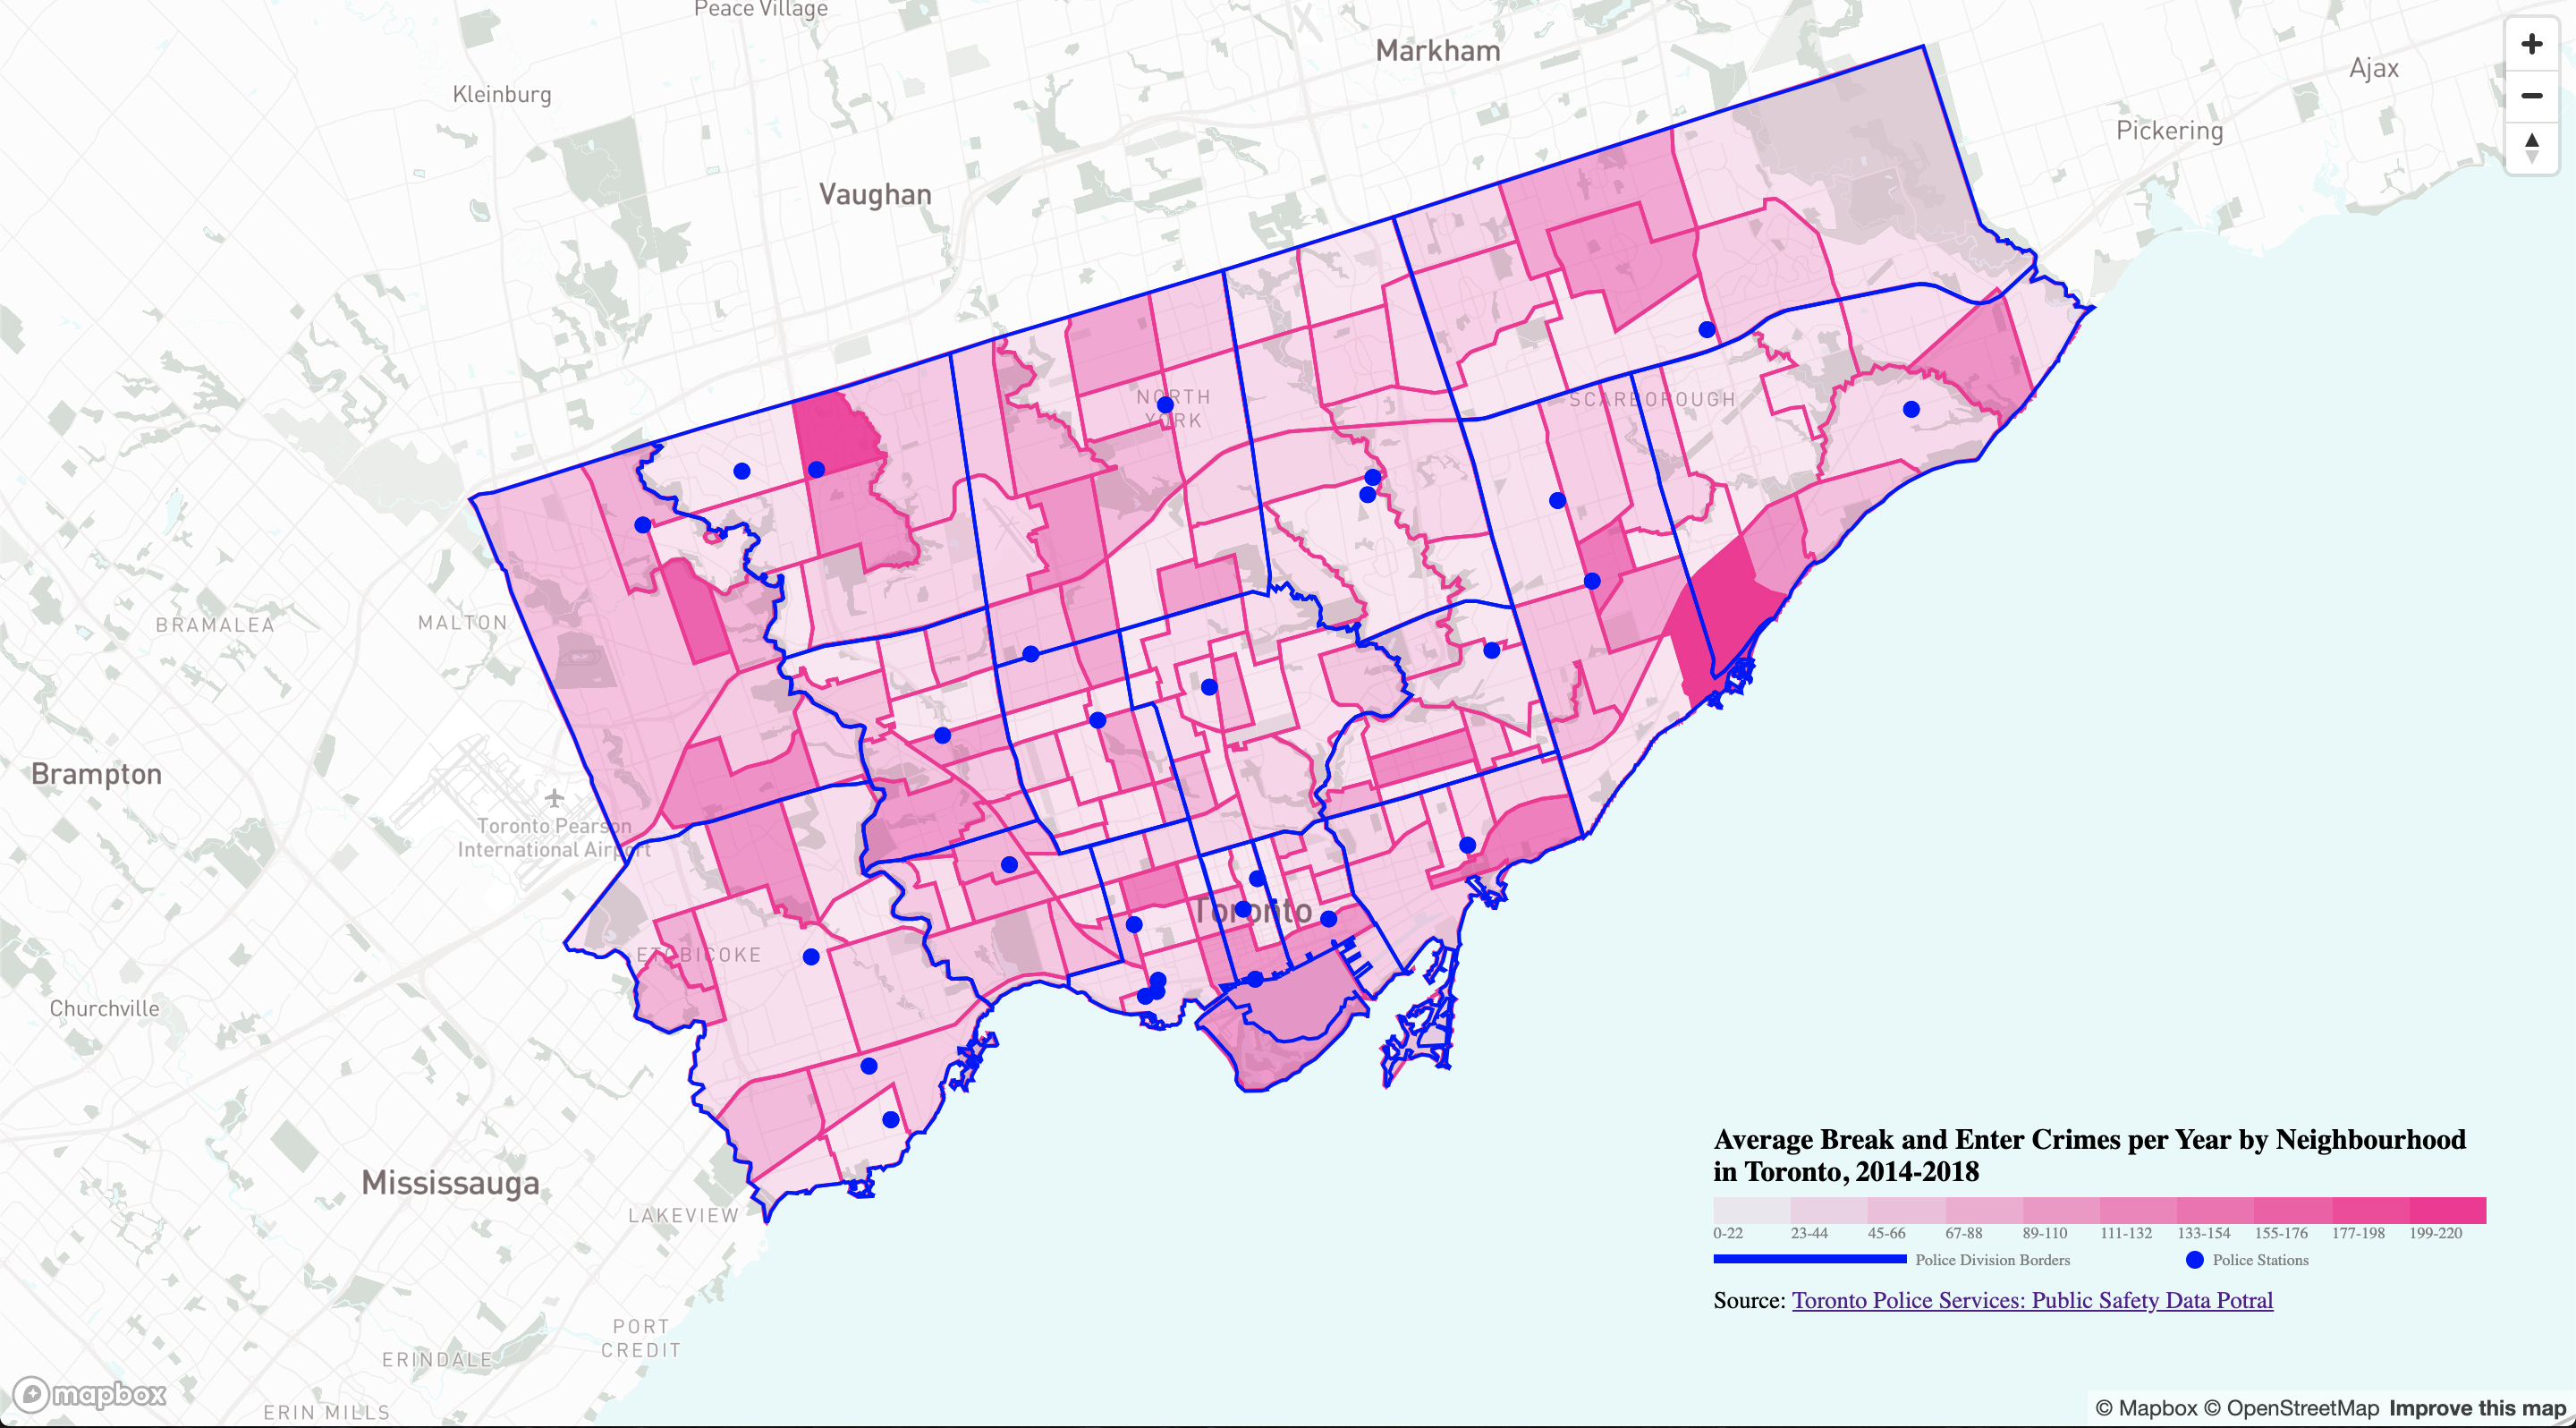 Peace Village
Markham
Ajax
Kleinburg
Pickering
Vaughan
NORTH
YORK
SCARBOROUGH
MALTON
BRAMALEA
Brampton
Toronto Pearson
International Airport
Toronto
ETOBICOKE
Churchville
Mississauga
LAKEVIEW
PORT
CREDIT
ERINDALE
ERIN MILLS
Average Break and Enter Crimes per Year by Neighbourhood
in Toronto, 2014-2018
0-22 23-44 45-66 67-88 89-110 111-132 133-154 155-176 177-198 199-220
Police Division Borders Police Stations
Source: Toronto Police Services: Public Safety Data Potral
mapbox
© Mapbox © OpenStreetMap Improve this map